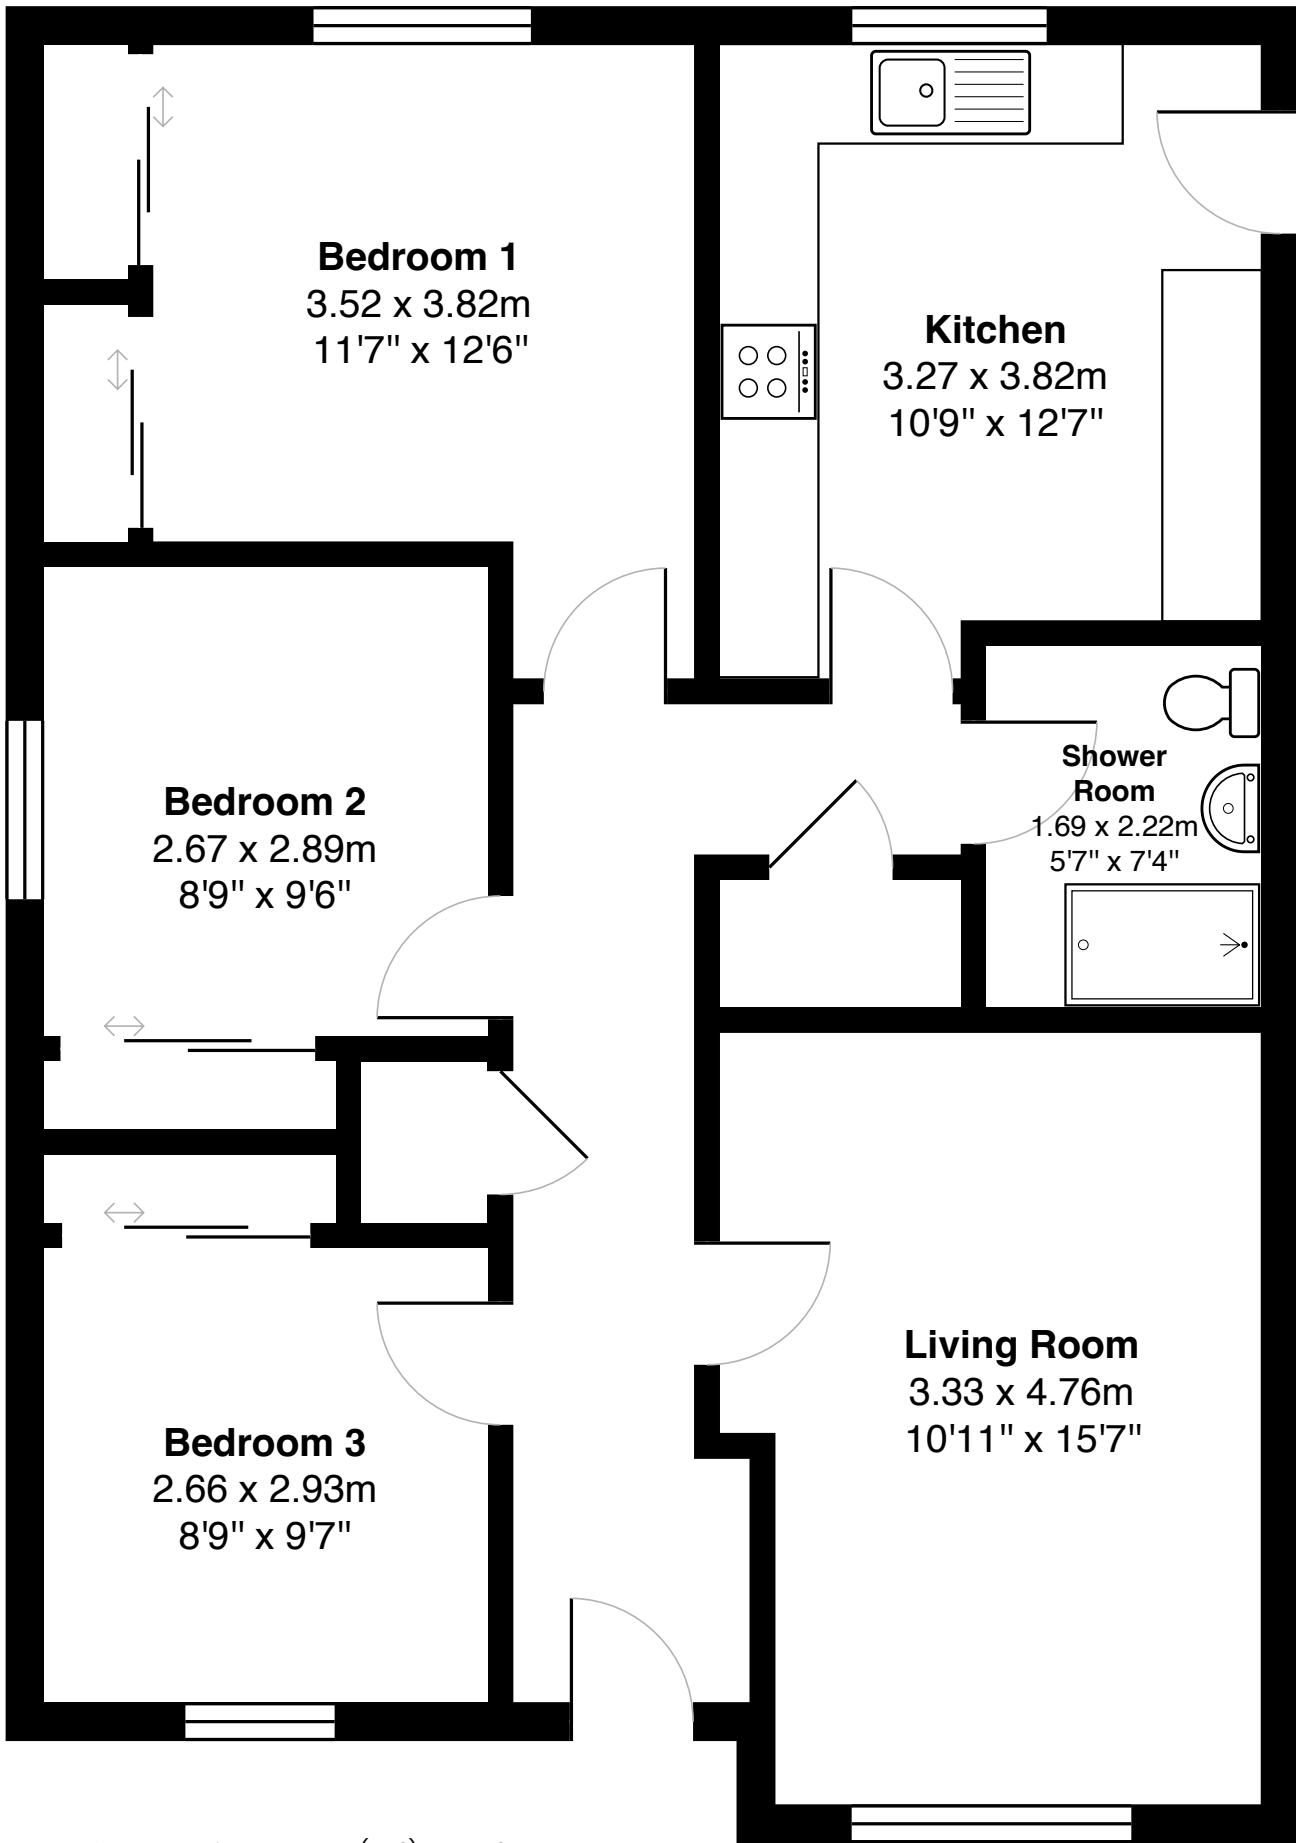 Bedroom 1
3.52 x 3.82m
11'7" x 12'6"
Kitchen
3.27 x 3.82m
10'9" x 12'7"
Bedroom 2
2.67 x 2.89m
8'9" x 9'6"
Shower
Room
1.69 x 2.22m
5'7" x 7'4"
Living Room
3.33 x 4.76m
10'11" x 15'7"
Bedroom 3
2.66 x 2.93m
8'9" x 9'7"